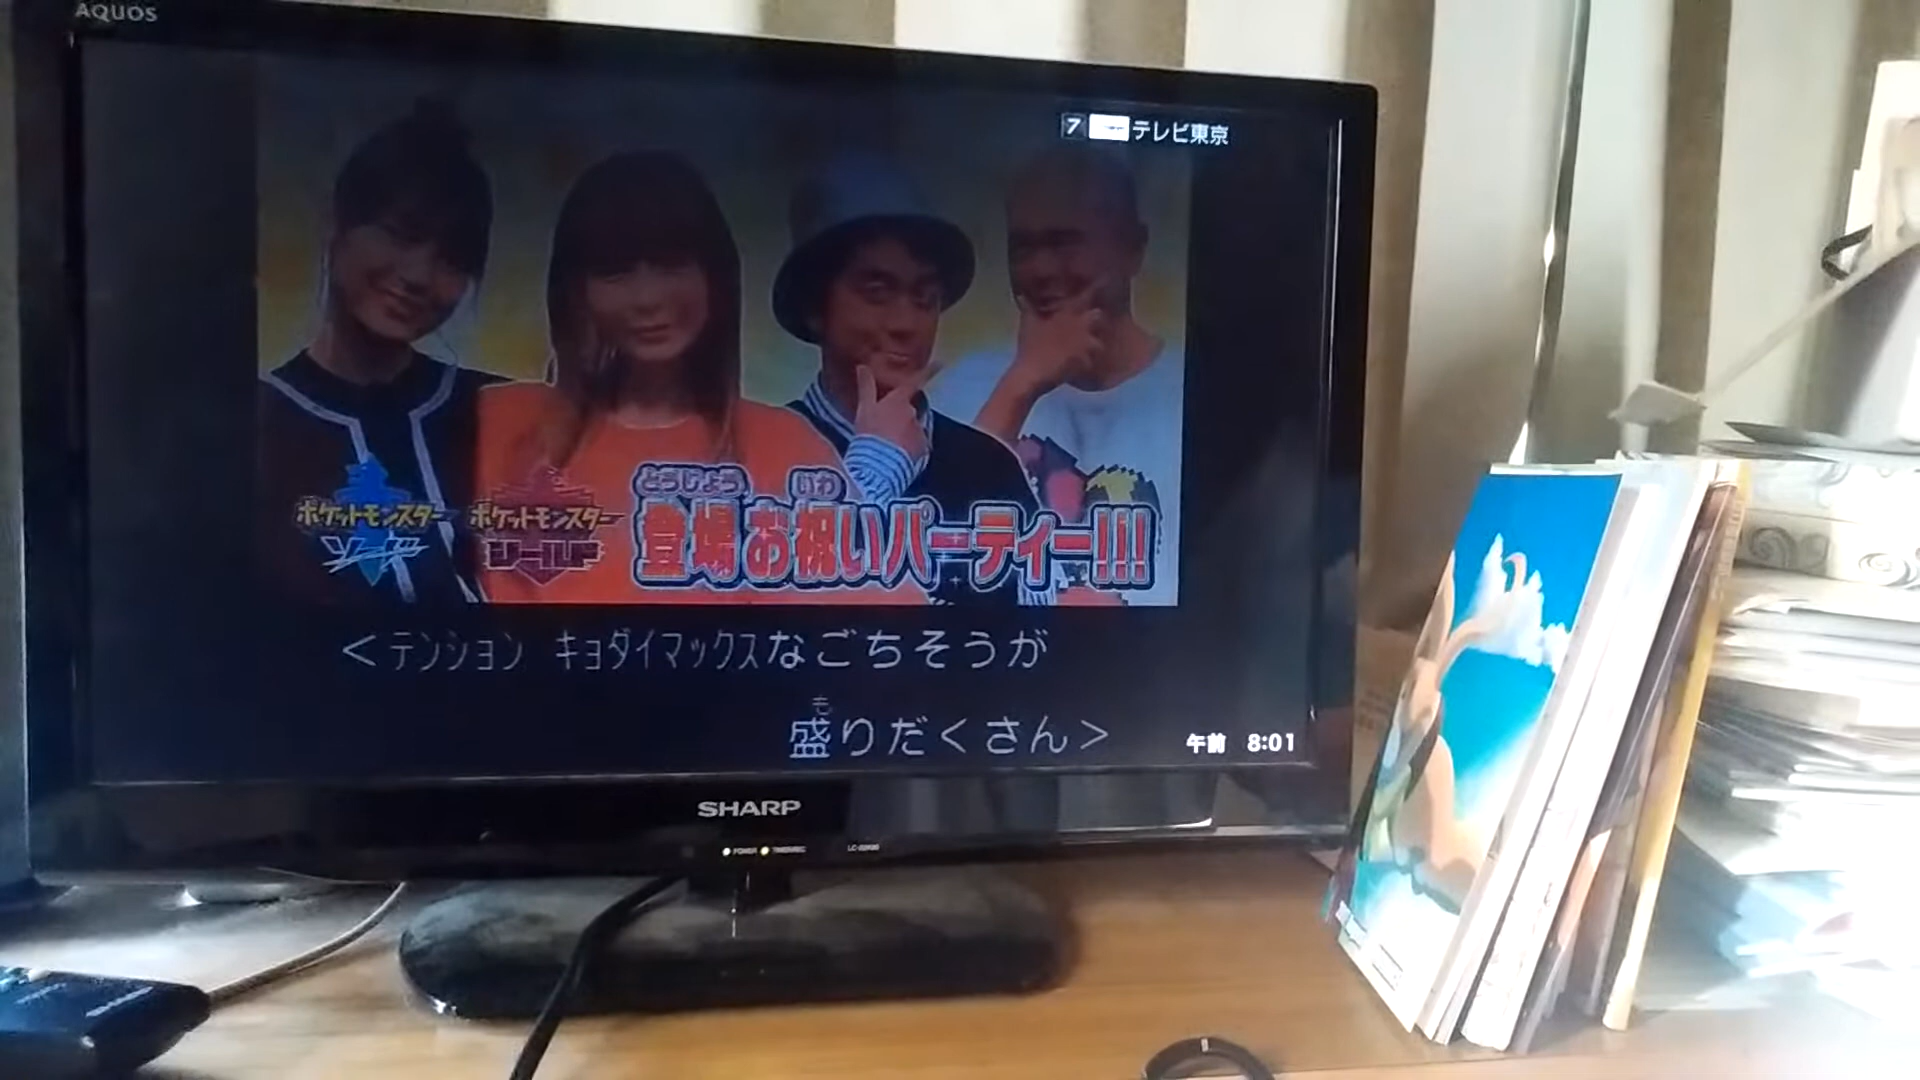 AQUOS
7 テレビ東京
ポケットモンスター ソード
ポケットモンスター シールド
とうじょう いわ
登場お祝いパーティー!!!
<テンション キョダイマックスなごちそうが
も
盛りだくさん>
午前 8:01
SHARP
POWER